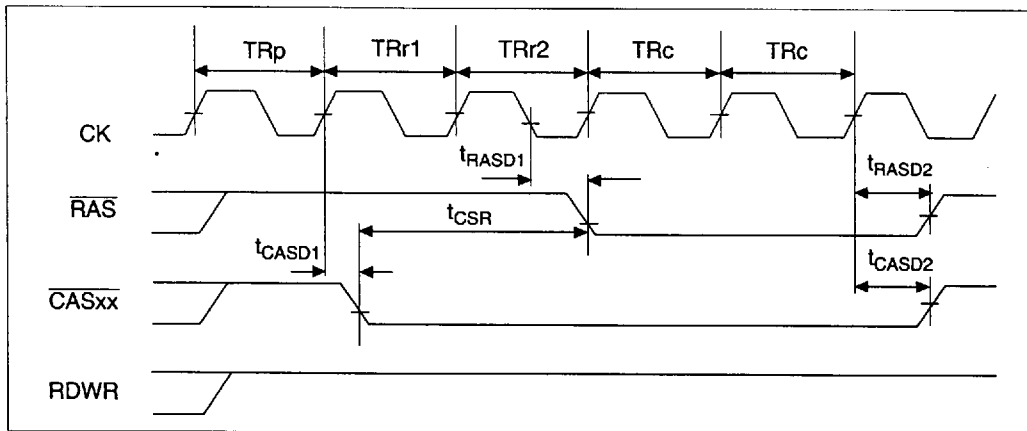 TRp TRr1 TRr2 TRc TRc
CK
tRASD1
tRASD2
RAS
tCSR
tCASD1
tCASD2
CASxx
RDWR